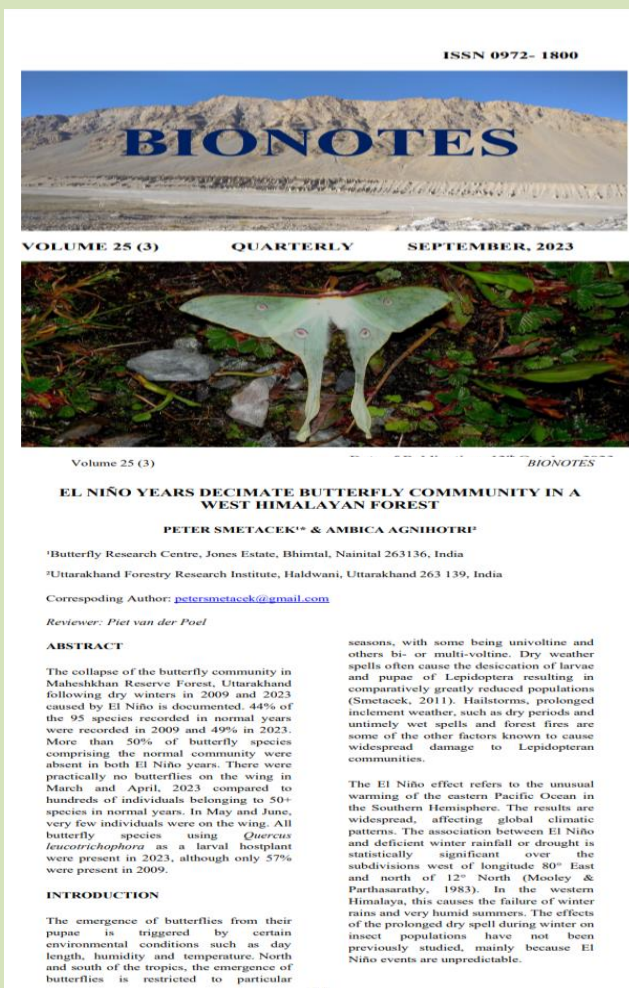 ISSN 0972- 1800
BIONOTES
VOLUME 25 (3) QUARTERLY SEPTEMBER, 2023
Volume 25 (3) BIONOTES
EL NIÑO YEARS DECIMATE BUTTERFLY COMMMUNITY IN A
WEST HIMALAYAN FOREST
PETER SMETACEK¹* & AMBICA AGNIHOTRI²
¹Butterfly Research Centre, Jones Estate, Bhimtal, Nainital 263136, India
²Uttarakhand Forestry Research Institute, Haldwani, Uttarakhand 263 139, India
Correspoding Author: petersmetacek@gmail.com
Reviewer: Piet van der Poel
ABSTRACT
The collapse of the butterfly community in
Maheshkhan Reserve Forest, Uttarakhand
following dry winters in 2009 and 2023
caused by El Niño is documented. 44% of
the 95 species recorded in normal years
were recorded in 2009 and 49% in 2023.
More than 50% of butterfly species
comprising the normal community were
absent in both El Niño years. There were
practically no butterflies on the wing in
March and April, 2023 compared to
hundreds of individuals belonging to 50+
species in normal years. In May and June,
very few individuals were on the wing. All
butterfly species using Quercus
leucotrichophora as a larval hostplant
were present in 2023, although only 57%
were present in 2009.
INTRODUCTION
The emergence of butterflies from their
pupae is triggered by certain
environmental conditions such as day
length, humidity and temperature. North
and south of the tropics, the emergence of
butterflies is restricted to particular
seasons, with some being univoltine and
others bi- or multi-voltine. Dry weather
spells often cause the desiccation of larvae
and pupae of Lepidoptera resulting in
comparatively greatly reduced populations
(Smetacek, 2011). Hailstorms, prolonged
inclement weather, such as dry periods and
untimely wet spells and forest fires are
some of the other factors known to cause
widespread damage to Lepidopteran
communities.
The El Niño effect refers to the unusual
warming of the eastern Pacific Ocean in
the Southern Hemisphere. The results are
widespread, affecting global climatic
patterns. The association between El Niño
and deficient winter rainfall or drought is
statistically significant over the
subdivisions west of longitude 80° East
and north of 12° North (Mooley &
Parthasarathy, 1983). In the western
Himalaya, this causes the failure of winter
rains and very humid summers. The effects
of the prolonged dry spell during winter on
insect populations have not been
previously studied, mainly because El
Niño events are unpredictable.